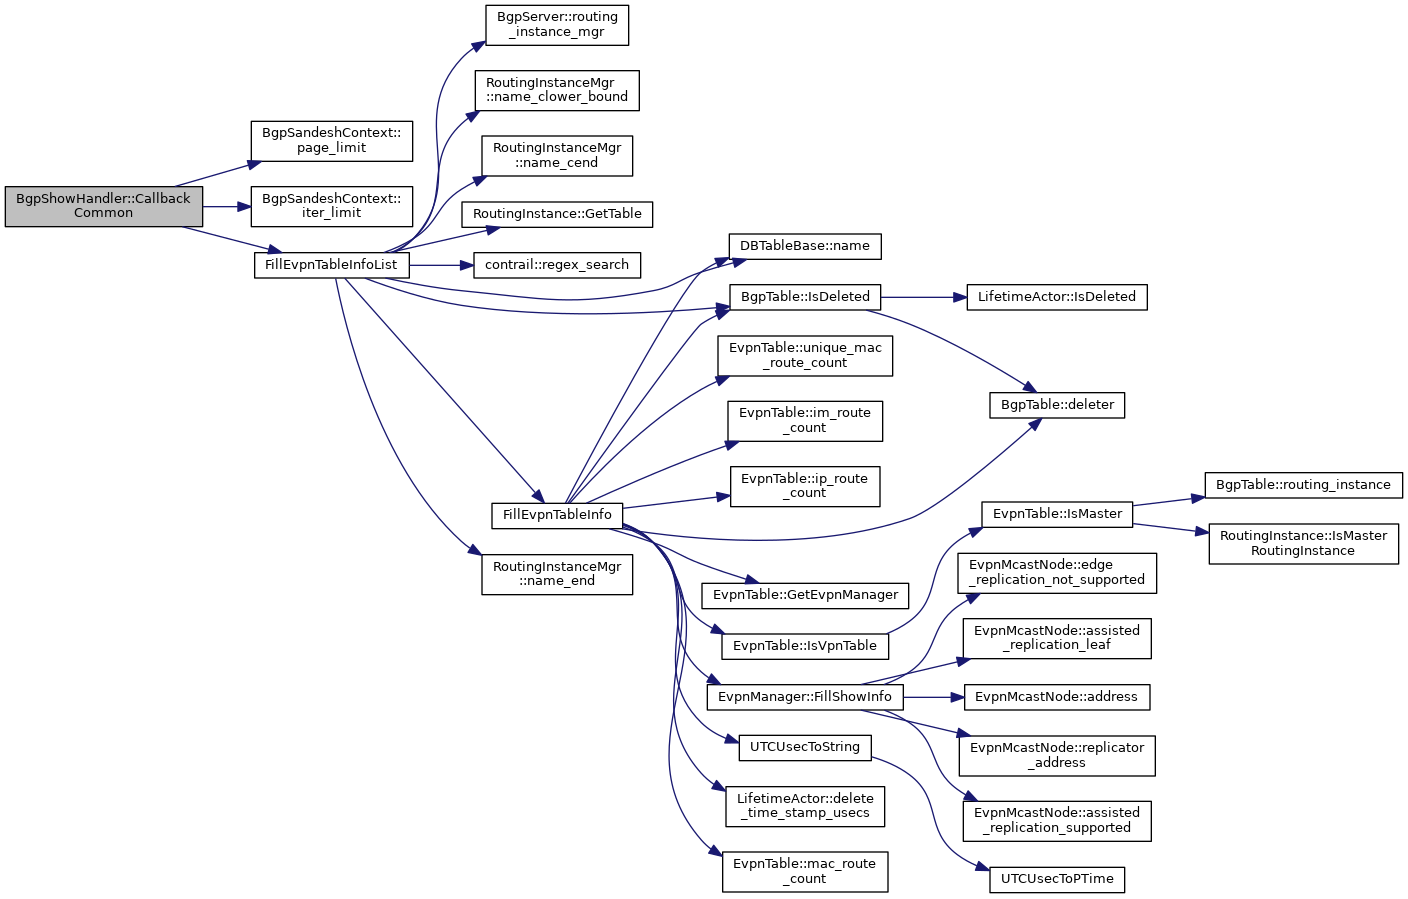 BgpShowHandler::Callback
Common
BgpSandeshContext::
page_limit
BgpSandeshContext::
iter_limit
FillEvpnTableInfoList
BgpServer::routing
_instance_mgr
RoutingInstanceMgr
::name_clower_bound
RoutingInstanceMgr
::name_cend
RoutingInstance::GetTable
contrail::regex_search
FillEvpnTableInfo
RoutingInstanceMgr
::name_end
DBTableBase::name
BgpTable::IsDeleted
EvpnTable::unique_mac
_route_count
EvpnTable::im_route
_count
EvpnTable::ip_route
_count
EvpnTable::GetEvpnManager
EvpnTable::IsVpnTable
EvpnManager::FillShowInfo
UTCUsecToString
LifetimeActor::delete
_time_stamp_usecs
EvpnTable::mac_route
_count
LifetimeActor::IsDeleted
BgpTable::deleter
EvpnTable::IsMaster
EvpnMcastNode::edge
_replication_not_supported
EvpnMcastNode::assisted
_replication_leaf
EvpnMcastNode::address
EvpnMcastNode::replicator
_address
EvpnMcastNode::assisted
_replication_supported
UTCUsecToPTime
BgpTable::routing_instance
RoutingInstance::IsMaster
RoutingInstance